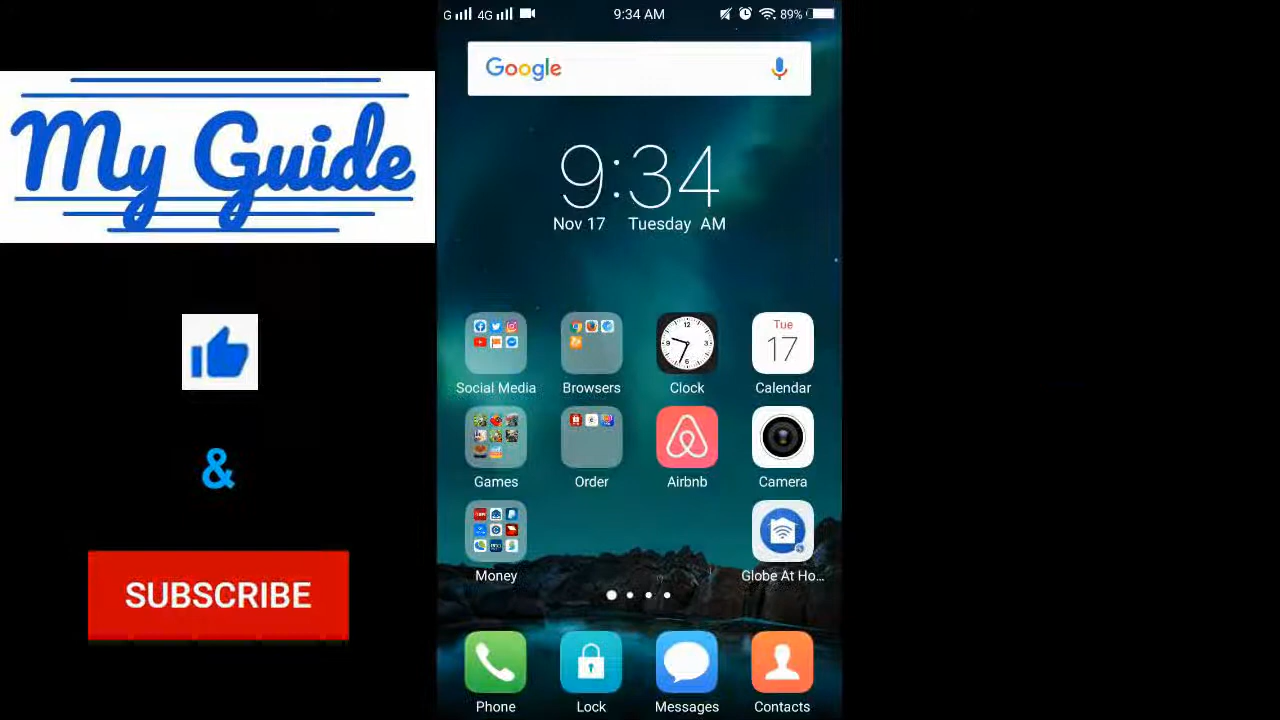 G 4G 9:34 AM 89%
My Guide
Google
9:34
Nov 17 Tuesday AM
Tue
17
Social Media Browsers Clock Calendar
Games Order Airbnb Camera
Money Globe At Ho...
&
SUBSCRIBE
Phone Lock Messages Contacts